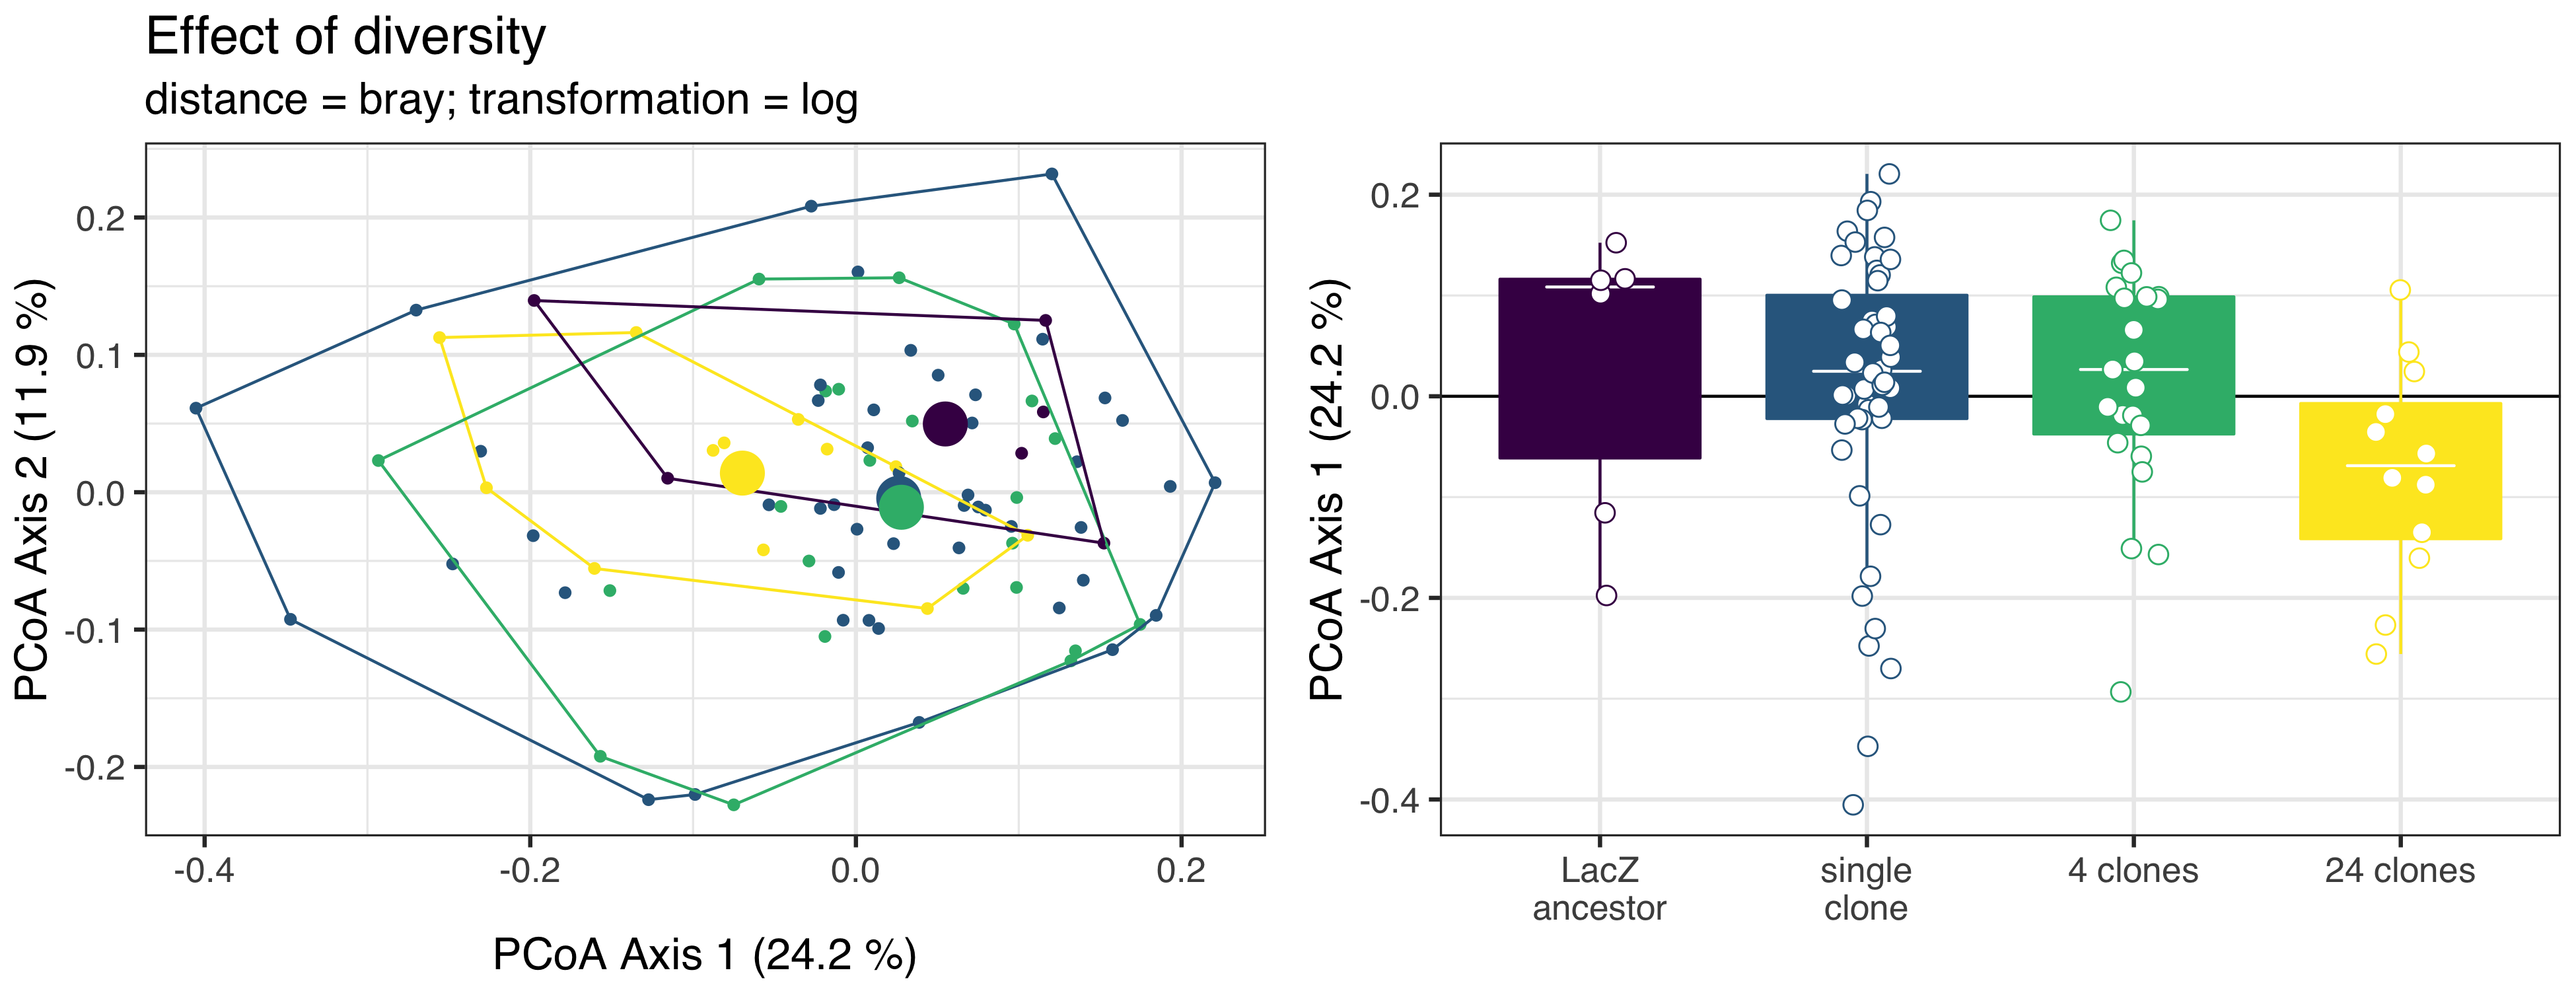 Effect of diversity
distance = bray; transformation = log
PCoA Axis 2 (11.9 %)
0.2
0.1
0.0
-0.1
-0.2
-0.4
-0.2
0.0
0.2
PCoA Axis 1 (24.2 %)
PCoA Axis 1 (24.2 %)
0.2
0.0
-0.2
-0.4
LacZ
ancestor
single
clone
4 clones
24 clones